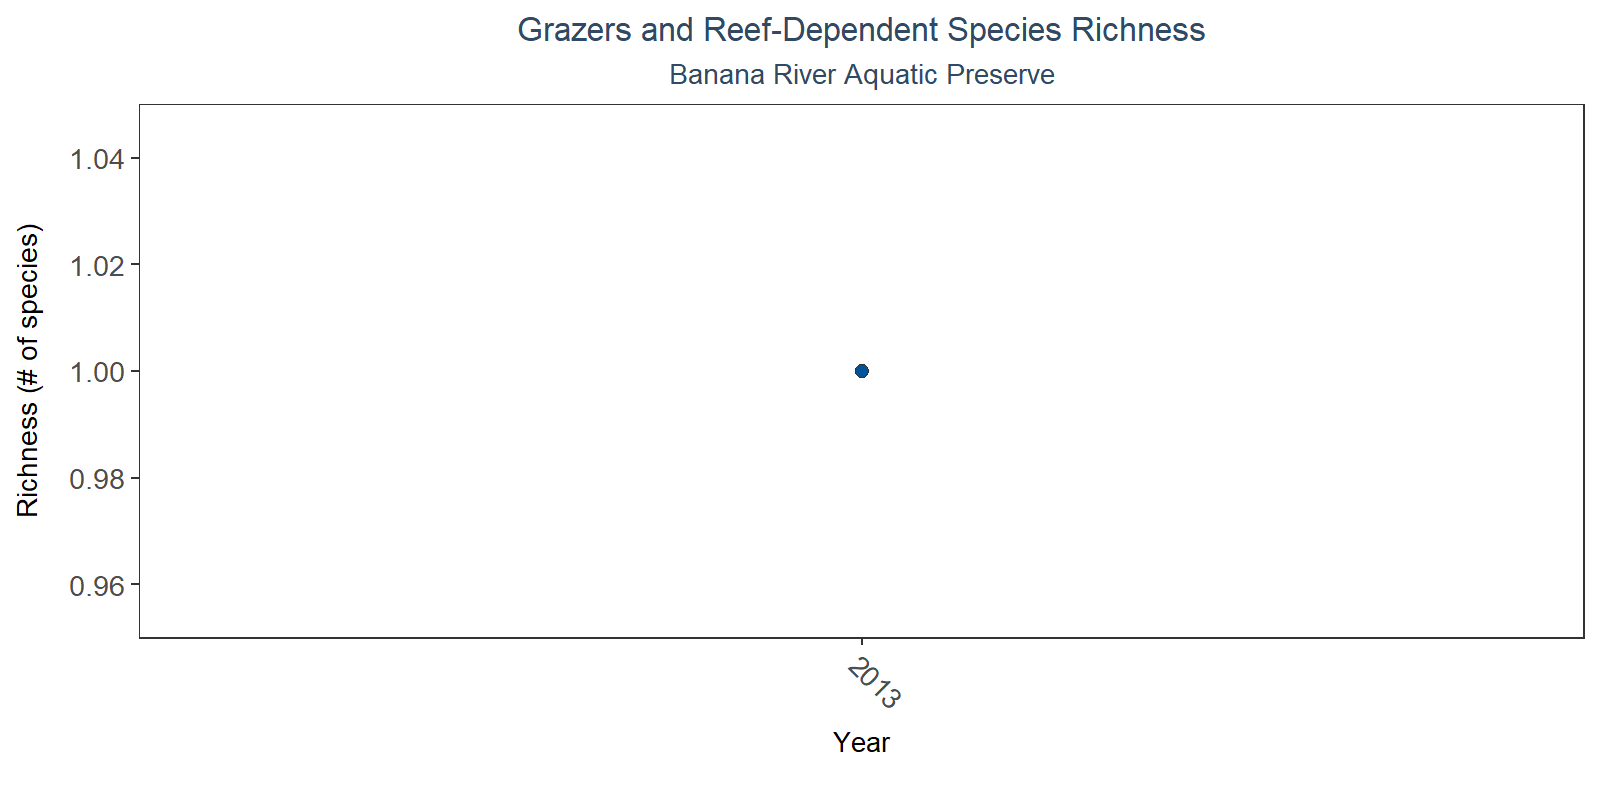 Grazers and Reef-Dependent Species Richness
Banana River Aquatic Preserve
Richness (# of species)
1.04
1.02
1.00
0.98
0.96
2013
Year